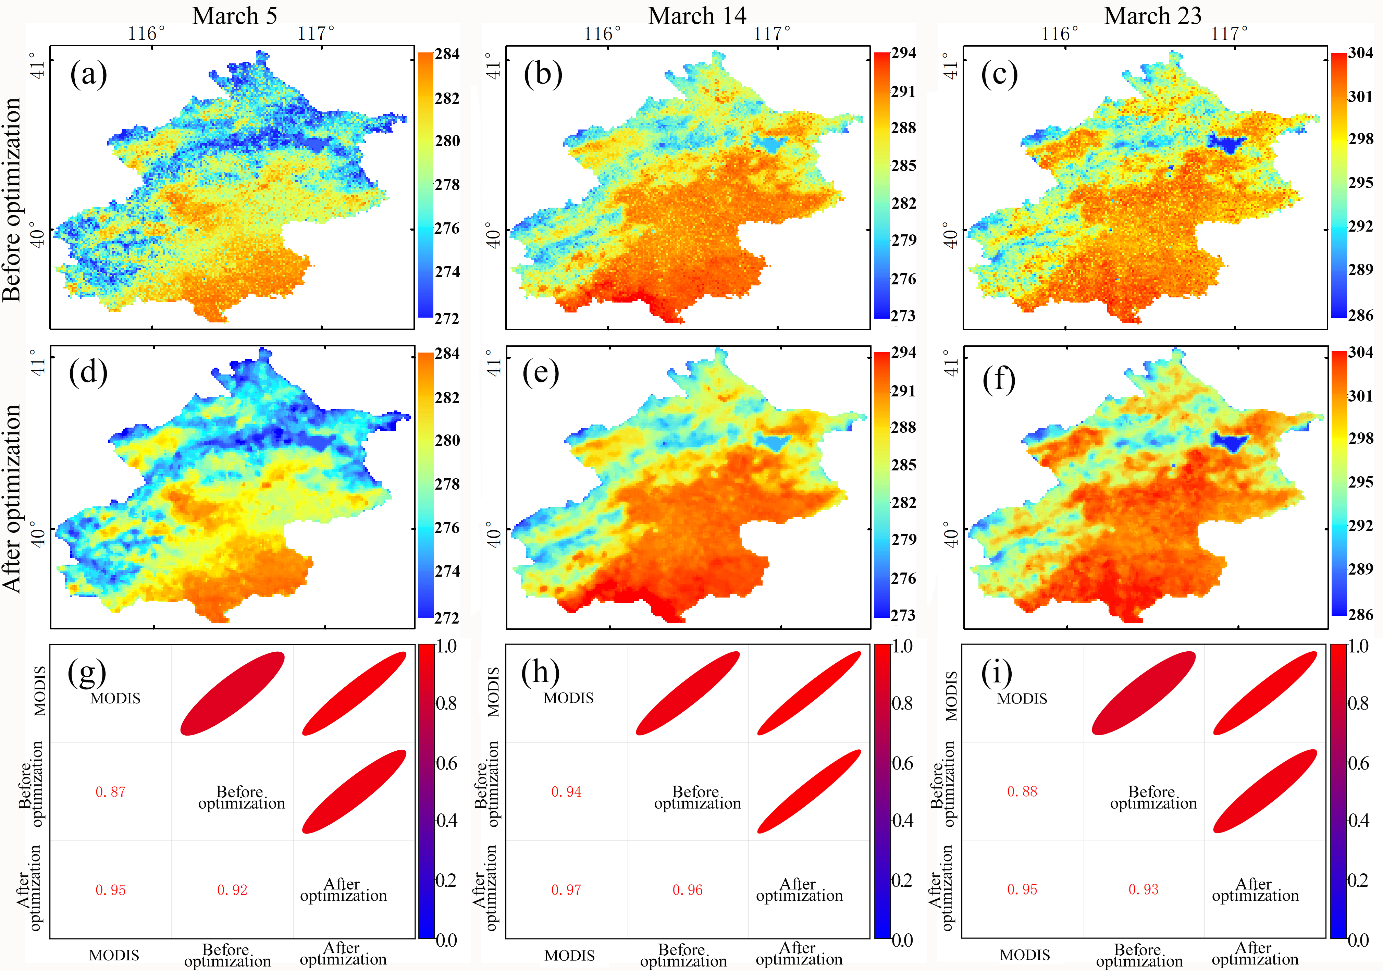 March 5
March 14
March 23
116° 117°
116° 117°
116° 117°
Before optimization
41°
40°
(a)
284
282
280
278
276
274
272
41°
40°
(b)
294
291
288
285
282
279
276
273
41°
40°
(c)
304
301
298
295
292
289
286
After optimization
41°
40°
(d)
284
282
280
278
276
274
272
41°
40°
(e)
294
291
288
285
282
279
276
273
41°
40°
(f)
304
301
298
295
292
289
286
(g)
MODIS
Before
optimization
After
optimization
MODIS
0.87
Before
optimization
0.95
0.92
After
optimization
MODIS
Before
optimization
After
optimization
1.0
0.8
0.6
0.4
0.2
0.0
(h)
MODIS
Before
optimization
After
optimization
MODIS
0.94
Before
optimization
0.97
0.96
After
optimization
MODIS
Before
optimization
After
optimization
1.0
0.8
0.6
0.4
0.2
0.0
(i)
MODIS
Before
optimization
After
optimization
MODIS
0.88
Before
optimization
0.95
0.93
After
optimization
MODIS
Before
optimization
After
optimization
1.0
0.8
0.6
0.4
0.2
0.0